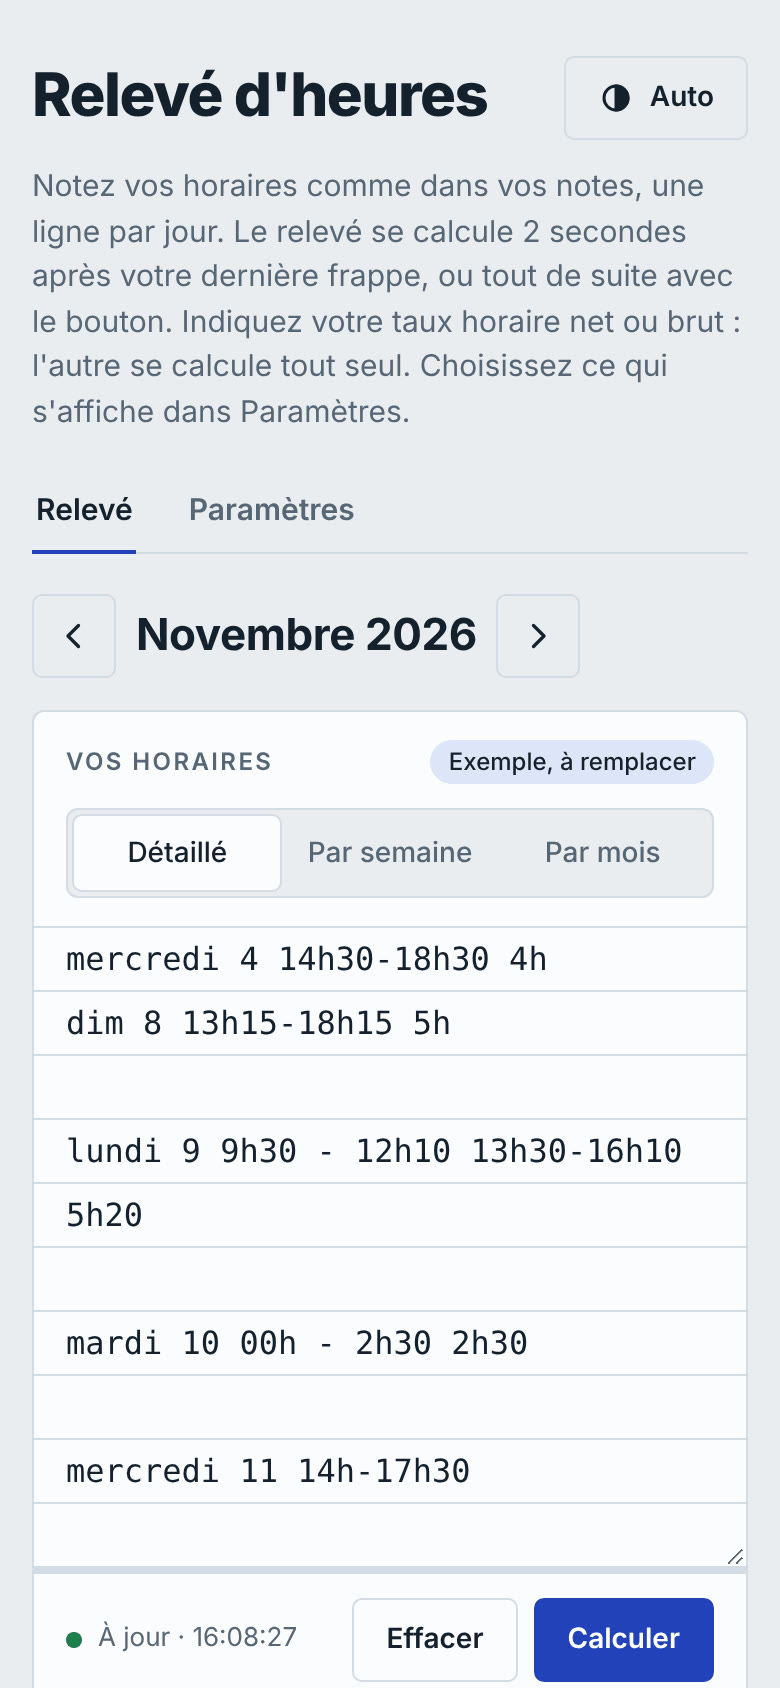 Relevé d'heures
Auto
Notez vos horaires comme dans vos notes, une
ligne par jour. Le relevé se calcule 2 secondes
après votre dernière frappe, ou tout de suite avec
le bouton. Indiquez votre taux horaire net ou brut :
l'autre se calcule tout seul. Choisissez ce qui
s'affiche dans Paramètres.
Relevé
Paramètres
Novembre 2026
VOS HORAIRES
Exemple, à remplacer
Détaillé
Par semaine
Par mois
mercredi 4 14h30-18h30 4h
dim 8 13h15-18h15 5h
lundi 9 9h30 - 12h10 13h30-16h10
5h20
mardi 10 00h - 2h30 2h30
mercredi 11 14h-17h30
À jour · 16:08:27
Effacer
Calculer